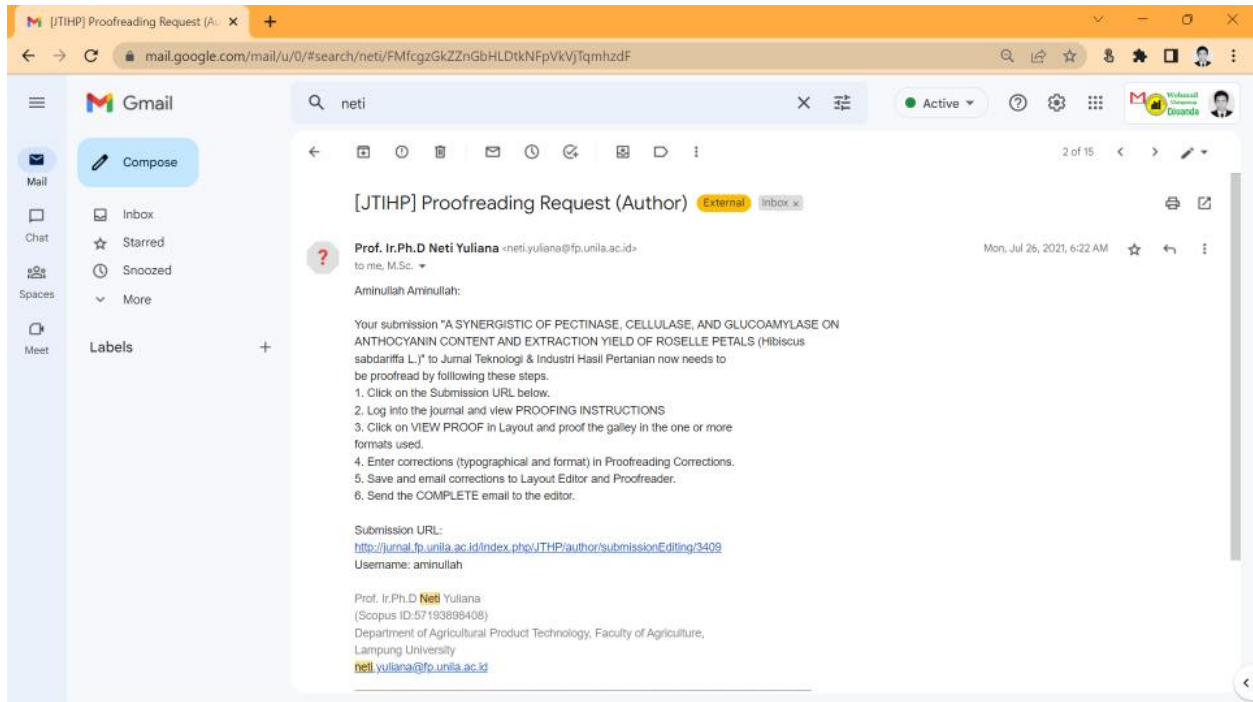 [JTIHP] Proofreading Request (Au
mail.google.com/mail/u/0/#search/neti/FMfcgzGkZZnGbHLDtkNFpVkVjTqmhzdF
Gmail
neti
Active
Compose
2 of 15
Mail
Inbox
Chat
Starred
Snoozed
Spaces
More
Meet
Labels
[JTIHP] Proofreading Request (Author) External Inbox x
Prof. Ir.Ph.D Neti Yuliana <neti.yuliana@fp.unila.ac.id> Mon, Jul 26, 2021, 6:22 AM
to me, M.Sc.
Aminullah Aminullah:
Your submission "A SYNERGISTIC OF PECTINASE, CELLULASE, AND GLUCOAMYLASE ON
ANTHOCYANIN CONTENT AND EXTRACTION YIELD OF ROSELLE PETALS (Hibiscus
sabdariffa L.)" to Jurnal Teknologi & Industri Hasil Pertanian now needs to
be proofread by folllowing these steps.
1. Click on the Submission URL below.
2. Log into the journal and view PROOFING INSTRUCTIONS
3. Click on VIEW PROOF in Layout and proof the galley in the one or more
formats used.
4. Enter corrections (typographical and format) in Proofreading Corrections.
5. Save and email corrections to Layout Editor and Proofreader.
6. Send the COMPLETE email to the editor.
Submission URL:
http://jurnal.fp.unila.ac.id/index.php/JTHP/author/submissionEditing/3409
Username: aminullah
Prof. Ir.Ph.D Neti Yuliana
(Scopus ID:57193898408)
Department of Agricultural Product Technology, Faculty of Agriculture,
Lampung University
neti.yuliana@fp.unila.ac.id